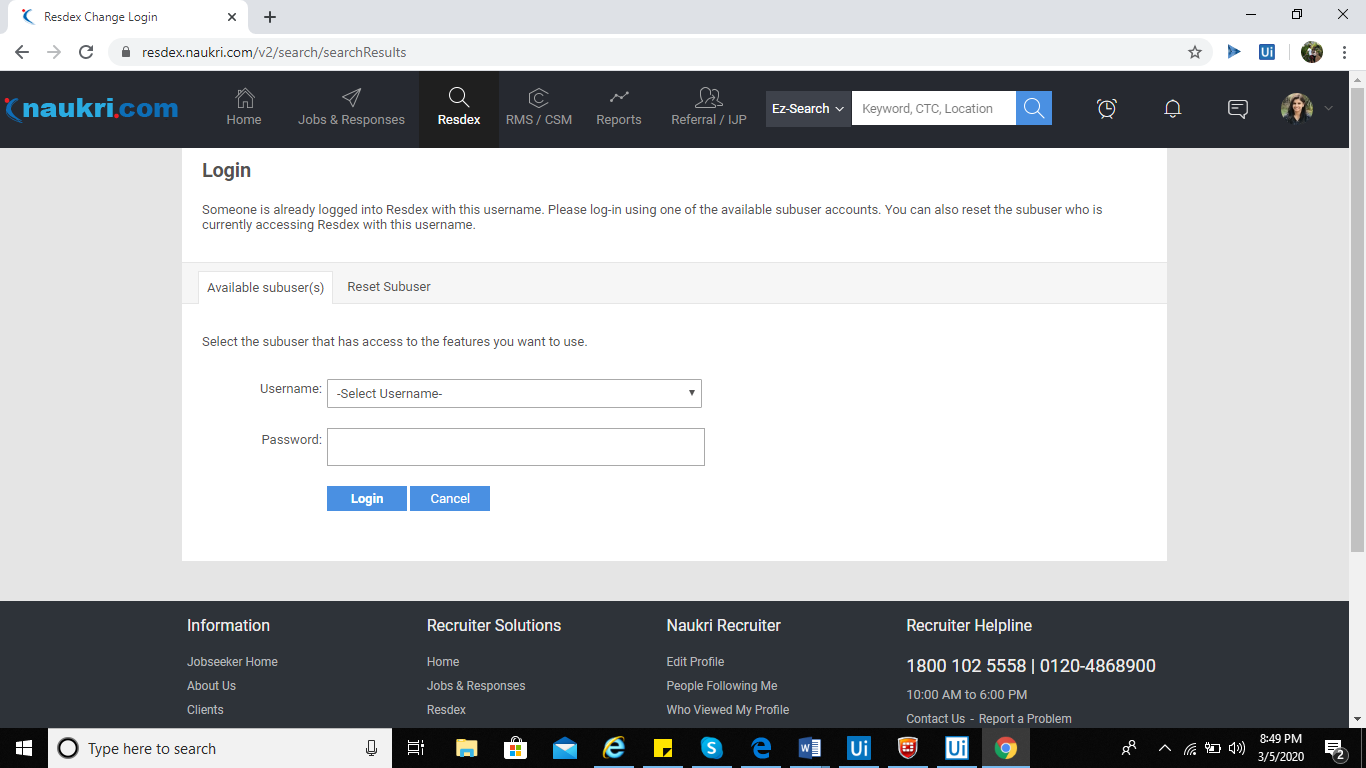 Resdex Change Login
resdex.naukri.com/v2/search/searchResults
Ui
naukri.com
Home
Jobs & Responses
Resdex
RMS / CSM
Reports
Referral / IJP
Ez-Search
Keyword, CTC, Location
Login
Someone is already logged into Resdex with this username. Please log-in using one of the available subuser accounts. You can also reset the subuser who is
currently accessing Resdex with this username.
Available subuser(s)
Reset Subuser
Select the subuser that has access to the features you want to use.
Username:
-Select Username-
Password:
Login
Cancel
Information
Recruiter Solutions
Naukri Recruiter
Recruiter Helpline
Jobseeker Home
Home
Edit Profile
1800 102 5558 | 0120-4868900
About Us
Jobs & Responses
People Following Me
10:00 AM to 6:00 PM
Clients
Resdex
Who Viewed My Profile
Contact Us - Report a Problem
Type here to search
Ui
Ui
8:49 PM
3/5/2020
2